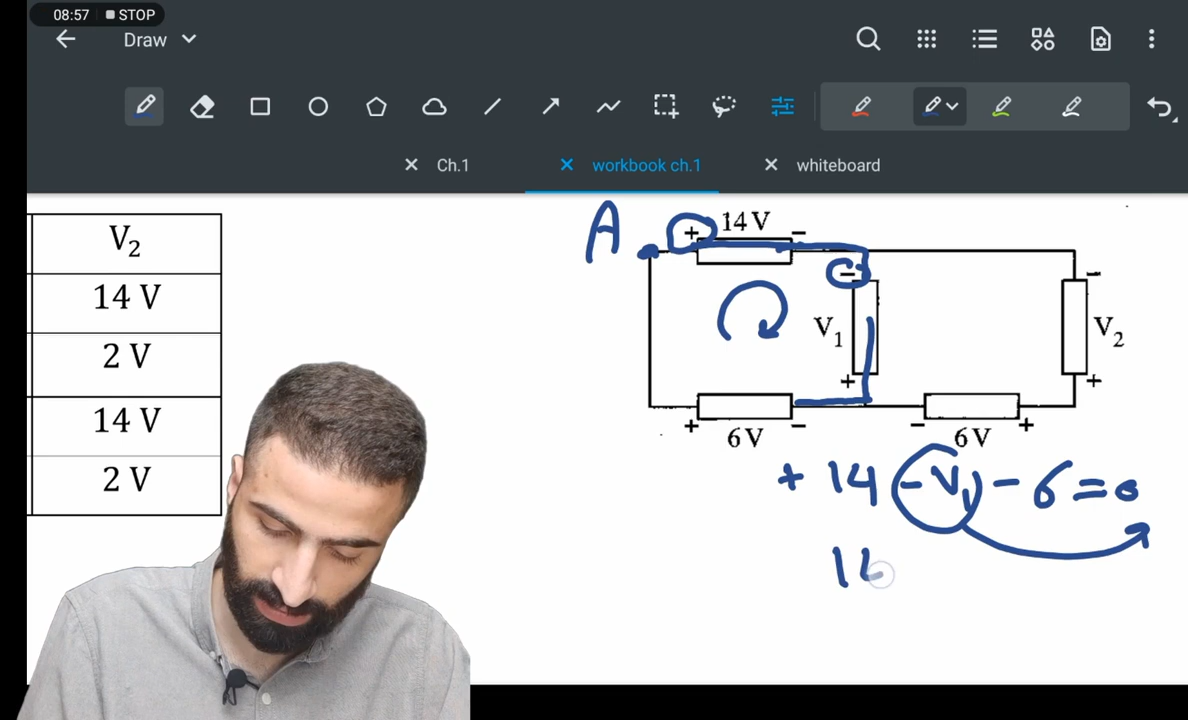 08:57 STOP
Draw
Ch.1 workbook ch.1 whiteboard
V2
14 V
2 V
14 V
2 V
A
+ 14 V -
-
V1
+
-
V2
+
+ 6 V -
- 6 V +
+ 14 - V1 - 6 = 0
14